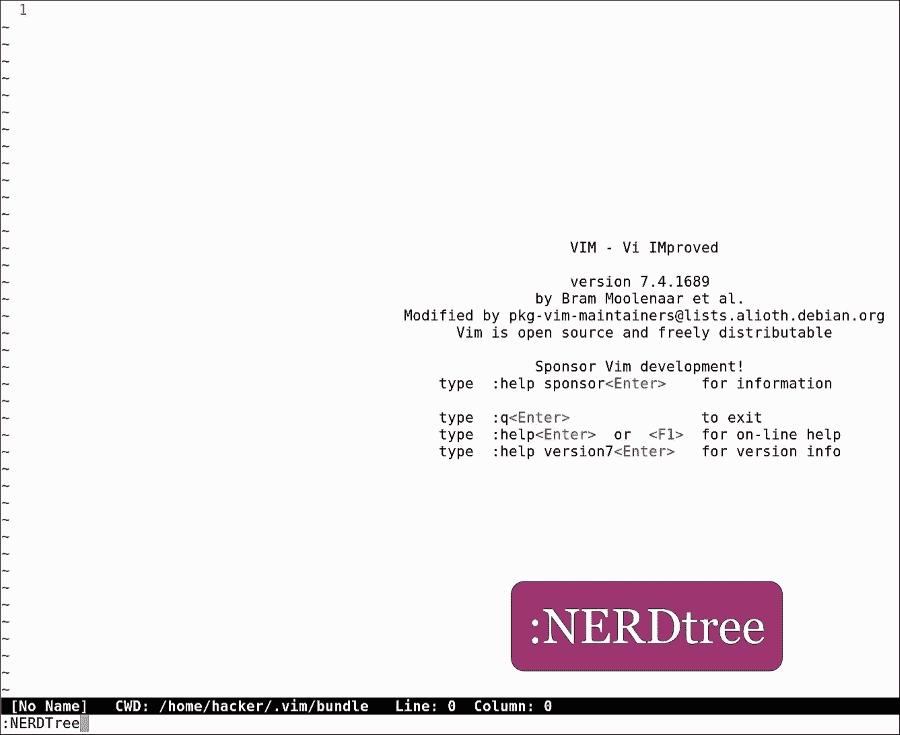 1
~
~
~
~
~
~
~
~
~
~
~
~
~
~ VIM - Vi IMproved
~
~ version 7.4.1689
~ by Bram Moolenaar et al.
~ Modified by pkg-vim-maintainers@lists.alioth.debian.org
~ Vim is open source and freely distributable
~
~ Sponsor Vim development!
~ type :help sponsor<Enter> for information
~
~ type :q<Enter> to exit
~ type :help<Enter> or <F1> for on-line help
~ type :help version7<Enter> for version info
~
~
~
~
~
~
~
~
~
~
:NERDtree
~
~
~
~
[No Name] CWD: /home/hacker/.vim/bundle Line: 0 Column: 0
:NERDTree